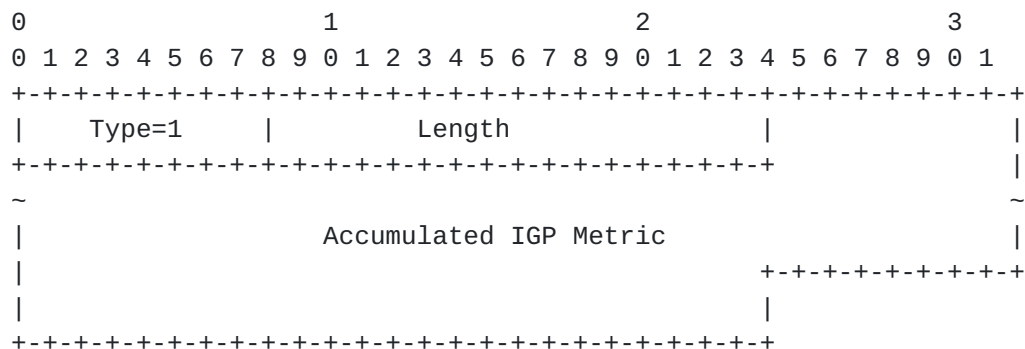 0                   1                   2                   3
0 1 2 3 4 5 6 7 8 9 0 1 2 3 4 5 6 7 8 9 0 1 2 3 4 5 6 7 8 9 0 1
+-+-+-+-+-+-+-+-+-+-+-+-+-+-+-+-+-+-+-+-+-+-+-+-+-+-+-+-+-+-+-+-+
|    Type=1     |         Length                |               |
+-+-+-+-+-+-+-+-+-+-+-+-+-+-+-+-+-+-+-+-+-+-+-+-+               |
~                                                               ~
|                   Accumulated IGP Metric                      |
|                                               +-+-+-+-+-+-+-+-+
|                                               |
+-+-+-+-+-+-+-+-+-+-+-+-+-+-+-+-+-+-+-+-+-+-+-+-+